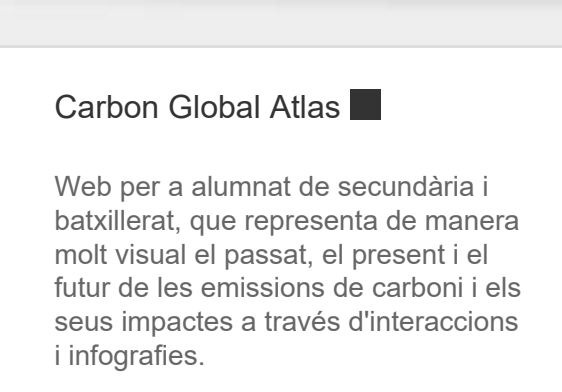 Carbon Global Atlas
Web per a alumnat de secundària i
batxillerat, que representa de manera
molt visual el passat, el present i el
futur de les emissions de carboni i els
seus impactes a través d'interaccions
i infografies.